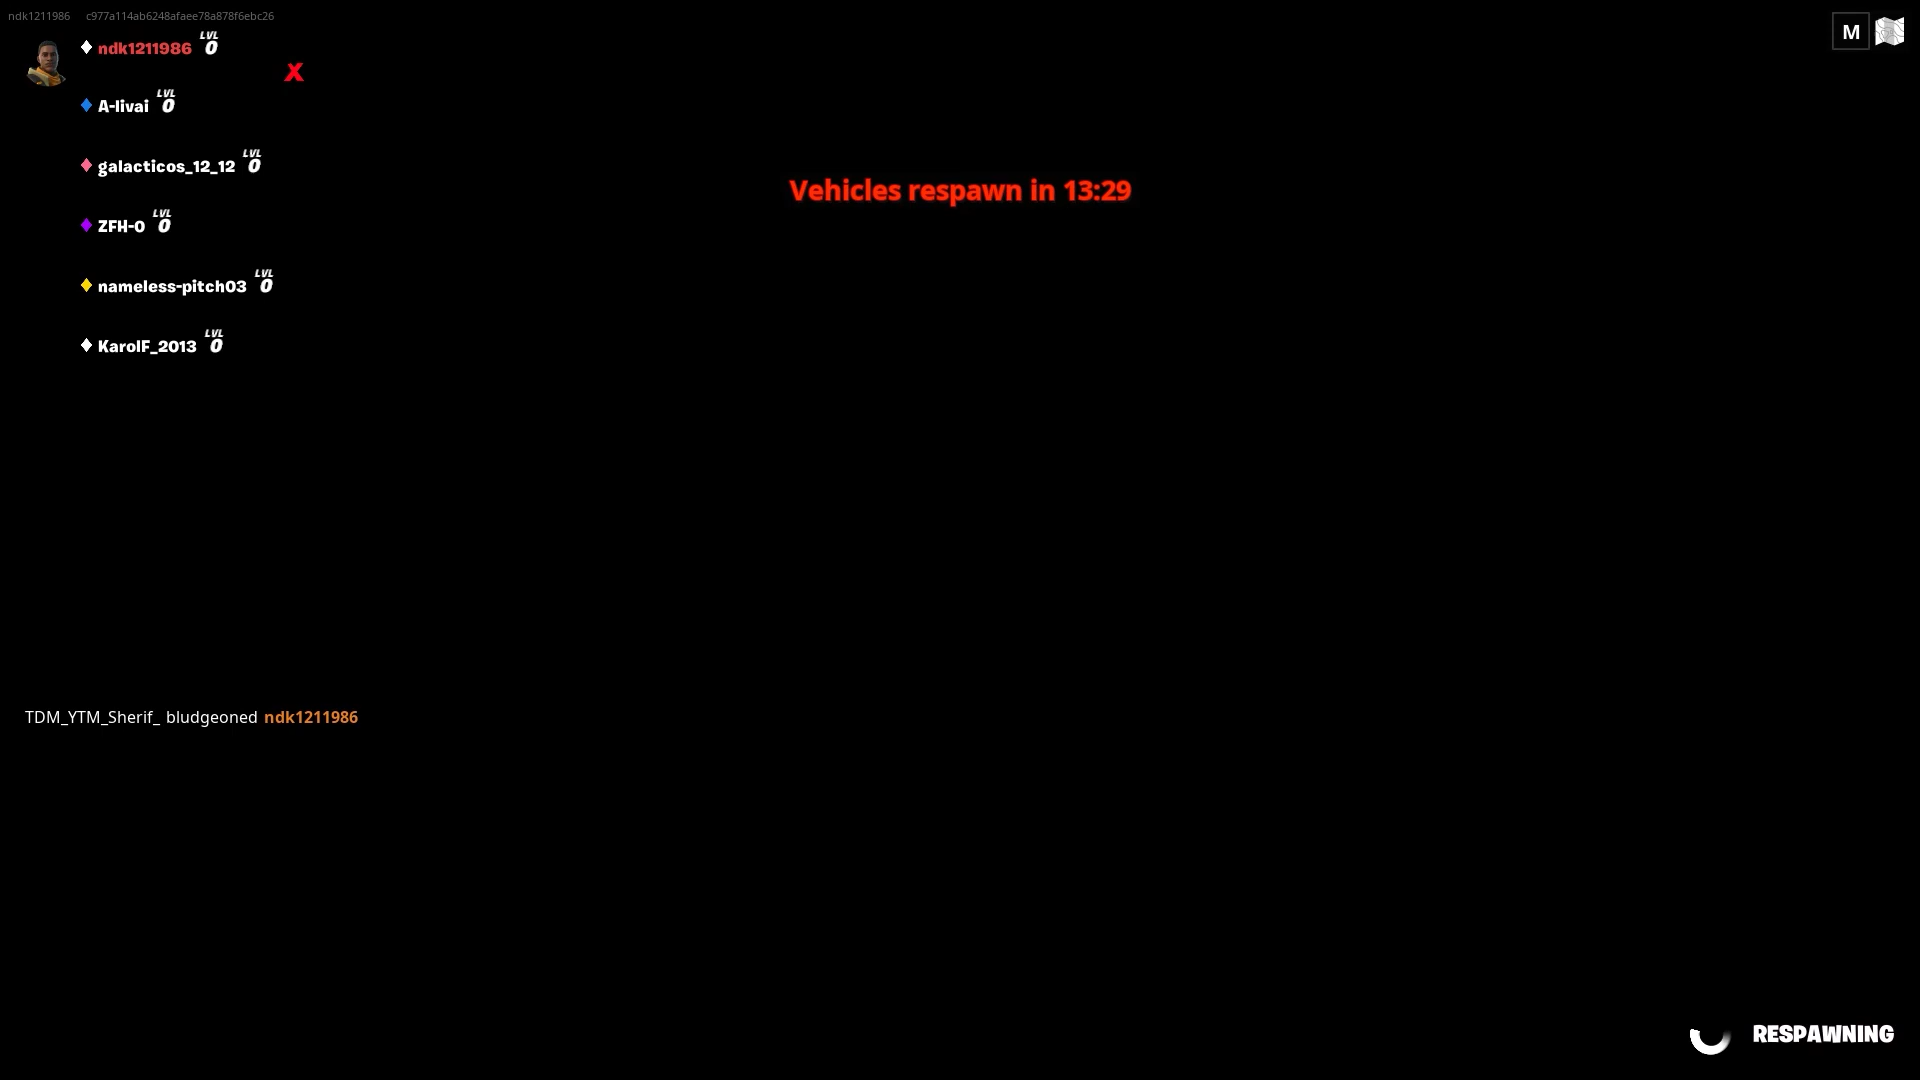 ndk1211986 c977a114ab6248afaee78a878f6ebc26
M
ndk1211986 LVL 0
X
A-livai LVL 0
galacticos_12_12 LVL 0
Vehicles respawn in 13:29
ZFH-O LVL 0
nameless-pitch03 LVL 0
KarolF_2013 LVL 0
TDM_YTM_Sherif_ bludgeoned ndk1211986
RESPAWNING